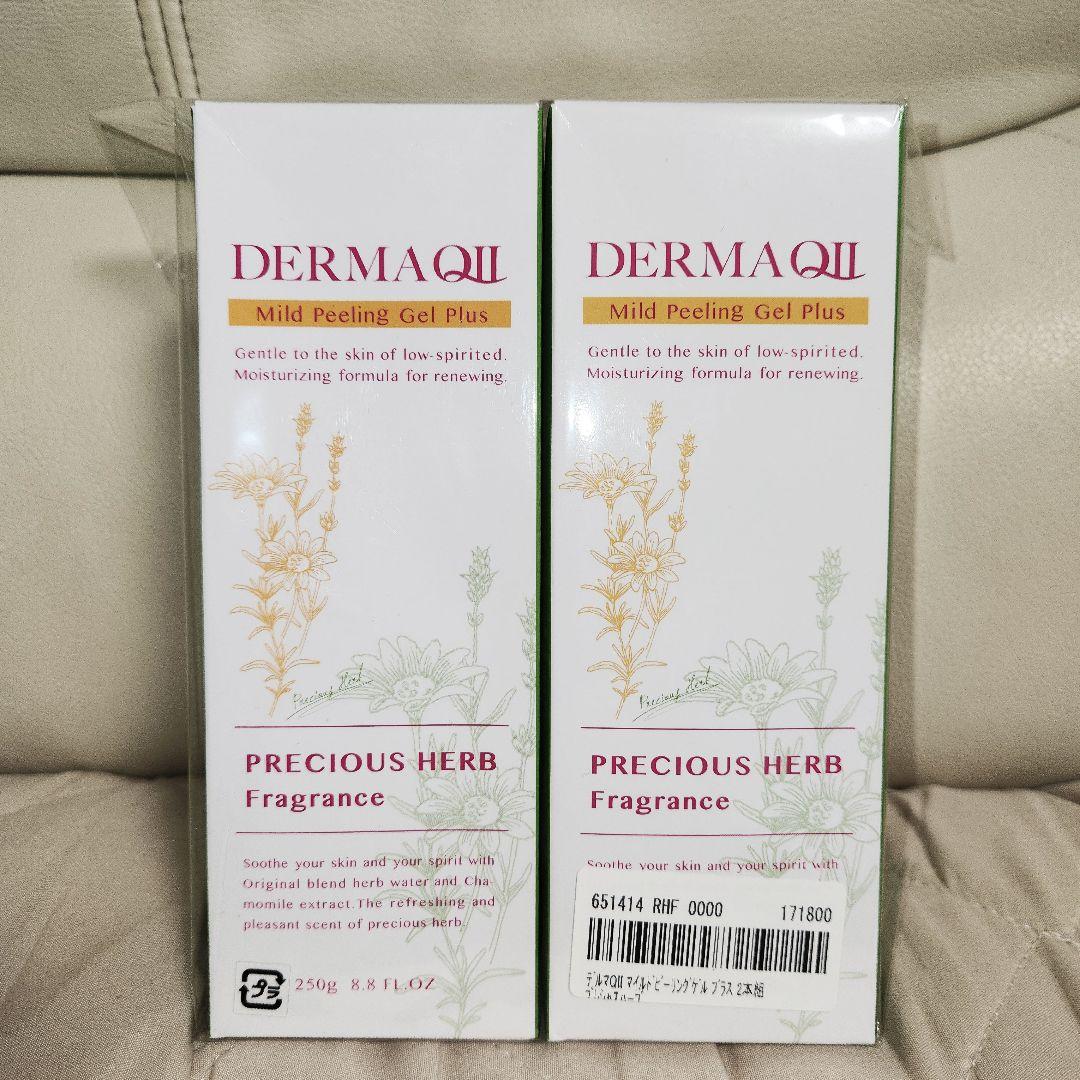 DERMAQII
Mild Peeling Gel Plus
Gentle to the skin of low-spirited.
Moisturizing formula for renewing.
Precious Herb
PRECIOUS HERB
Fragrance
Soothe your skin and your spirit with
Original blend herb water and Cha-
momile extract.The refreshing and
pleasant scent of precious herb.
プラ
250g 8.8 FL.OZ
DERMAQII
Mild Peeling Gel Plus
Gentle to the skin of low-spirited.
Moisturizing formula for renewing.
Precious Herb
PRECIOUS HERB
Fragrance
Soothe your skin and your spirit with
651414 RHF 0000 171800
デルマQII マイルドピーリングゲル プラス 2本組